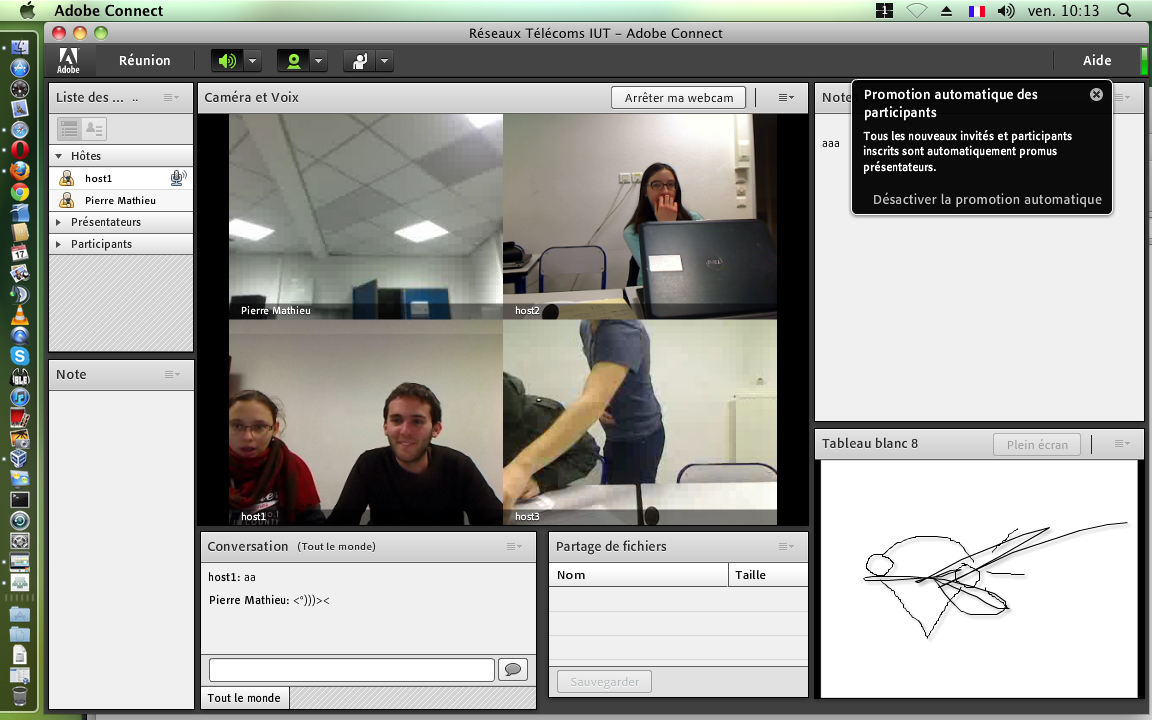 Adobe Connect
ven. 10:13
Réseaux Télécoms IUT – Adobe Connect
Adobe
Réunion
Aide
Liste des ... ..
Hôtes
host1
Pierre Mathieu
Présentateurs
Participants
Note
Caméra et Voix
Arrêter ma webcam
Pierre Mathieu
host2
DELL
host1
host3
Conversation (Tout le monde)
host1: aa
Pierre Mathieu: <°)))><
Tout le monde
Partage de fichiers
Nom
Taille
Sauvegarder
Note
aaa
Promotion automatique des
participants
Tous les nouveaux invités et participants
inscrits sont automatiquement promus
présentateurs.
Désactiver la promotion automatique
Tableau blanc 8
Plein écran
17